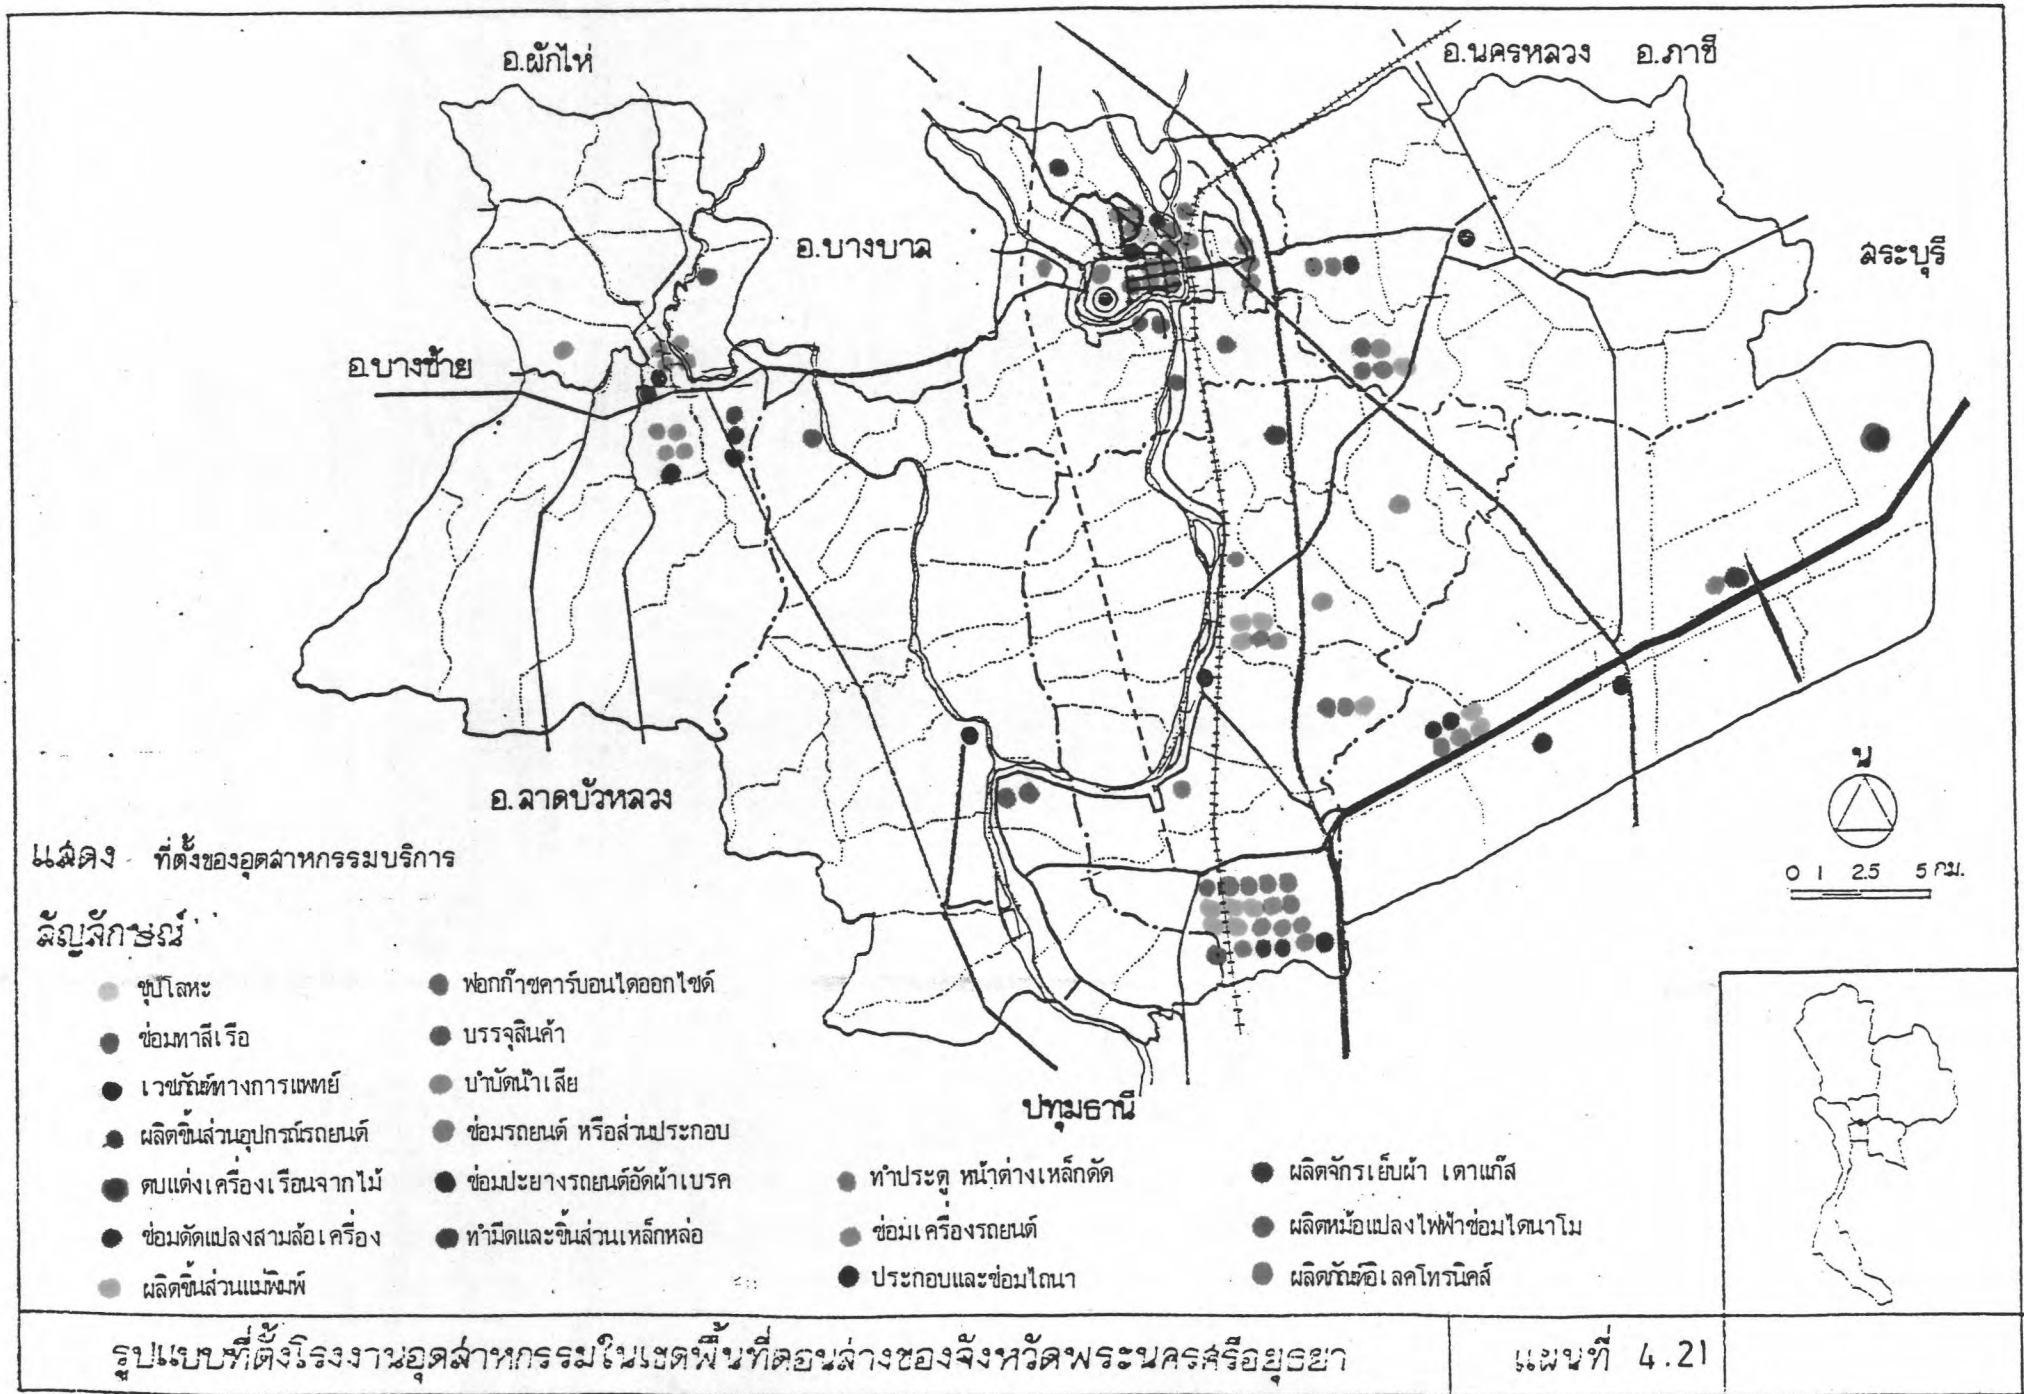 อ.ผักไห่
อ.นครหลวง อ.ภาชี
อ.บางบาล
สระบุรี
อ.บางซ้าย
น
อ.ลาดบัวหลวง
แสดง ที่ตั้งของอุตสาหกรรมบริการ
0 1 2.5 5 กม.
สัญลักษณ์
ชุบโลหะ
ซ่อมทาสีเรือ
เวชภัณฑ์ทางการแพทย์
ผลิตชิ้นส่วนอุปกรณ์รถยนต์
ตบแต่งเครื่องเรือนจากไม้
ซ่อมดัดแปลงสามล้อเครื่อง
ผลิตชิ้นส่วนแม่พิมพ์
ฟอกก๊าซคาร์บอนไดออกไซด์
บรรจุสินค้า
บำบัดน้ำเสีย
ซ่อมรถยนต์ หรือส่วนประกอบ
ซ่อมปะยางรถยนต์อัดผ้าเบรค
ทำมีดและชิ้นส่วนเหล็กหล่อ
ปทุมธานี
ทำประตู หน้าต่างเหล็กดัด
ซ่อมเครื่องรถยนต์
ประกอบและซ่อมไถนา
ผลิตจักรเย็บผ้า เตาแก๊ส
ผลิตหม้อแปลงไฟฟ้าซ่อมไดนาโม
ผลิตภัณฑ์อิเลคโทรนิคส์
รูปแบบที่ตั้งโรงงานอุตสาหกรรมในเขตพื้นที่ตอนล่างของจังหวัดพระนครศรีอยุธยา
แผนที่ 4.21